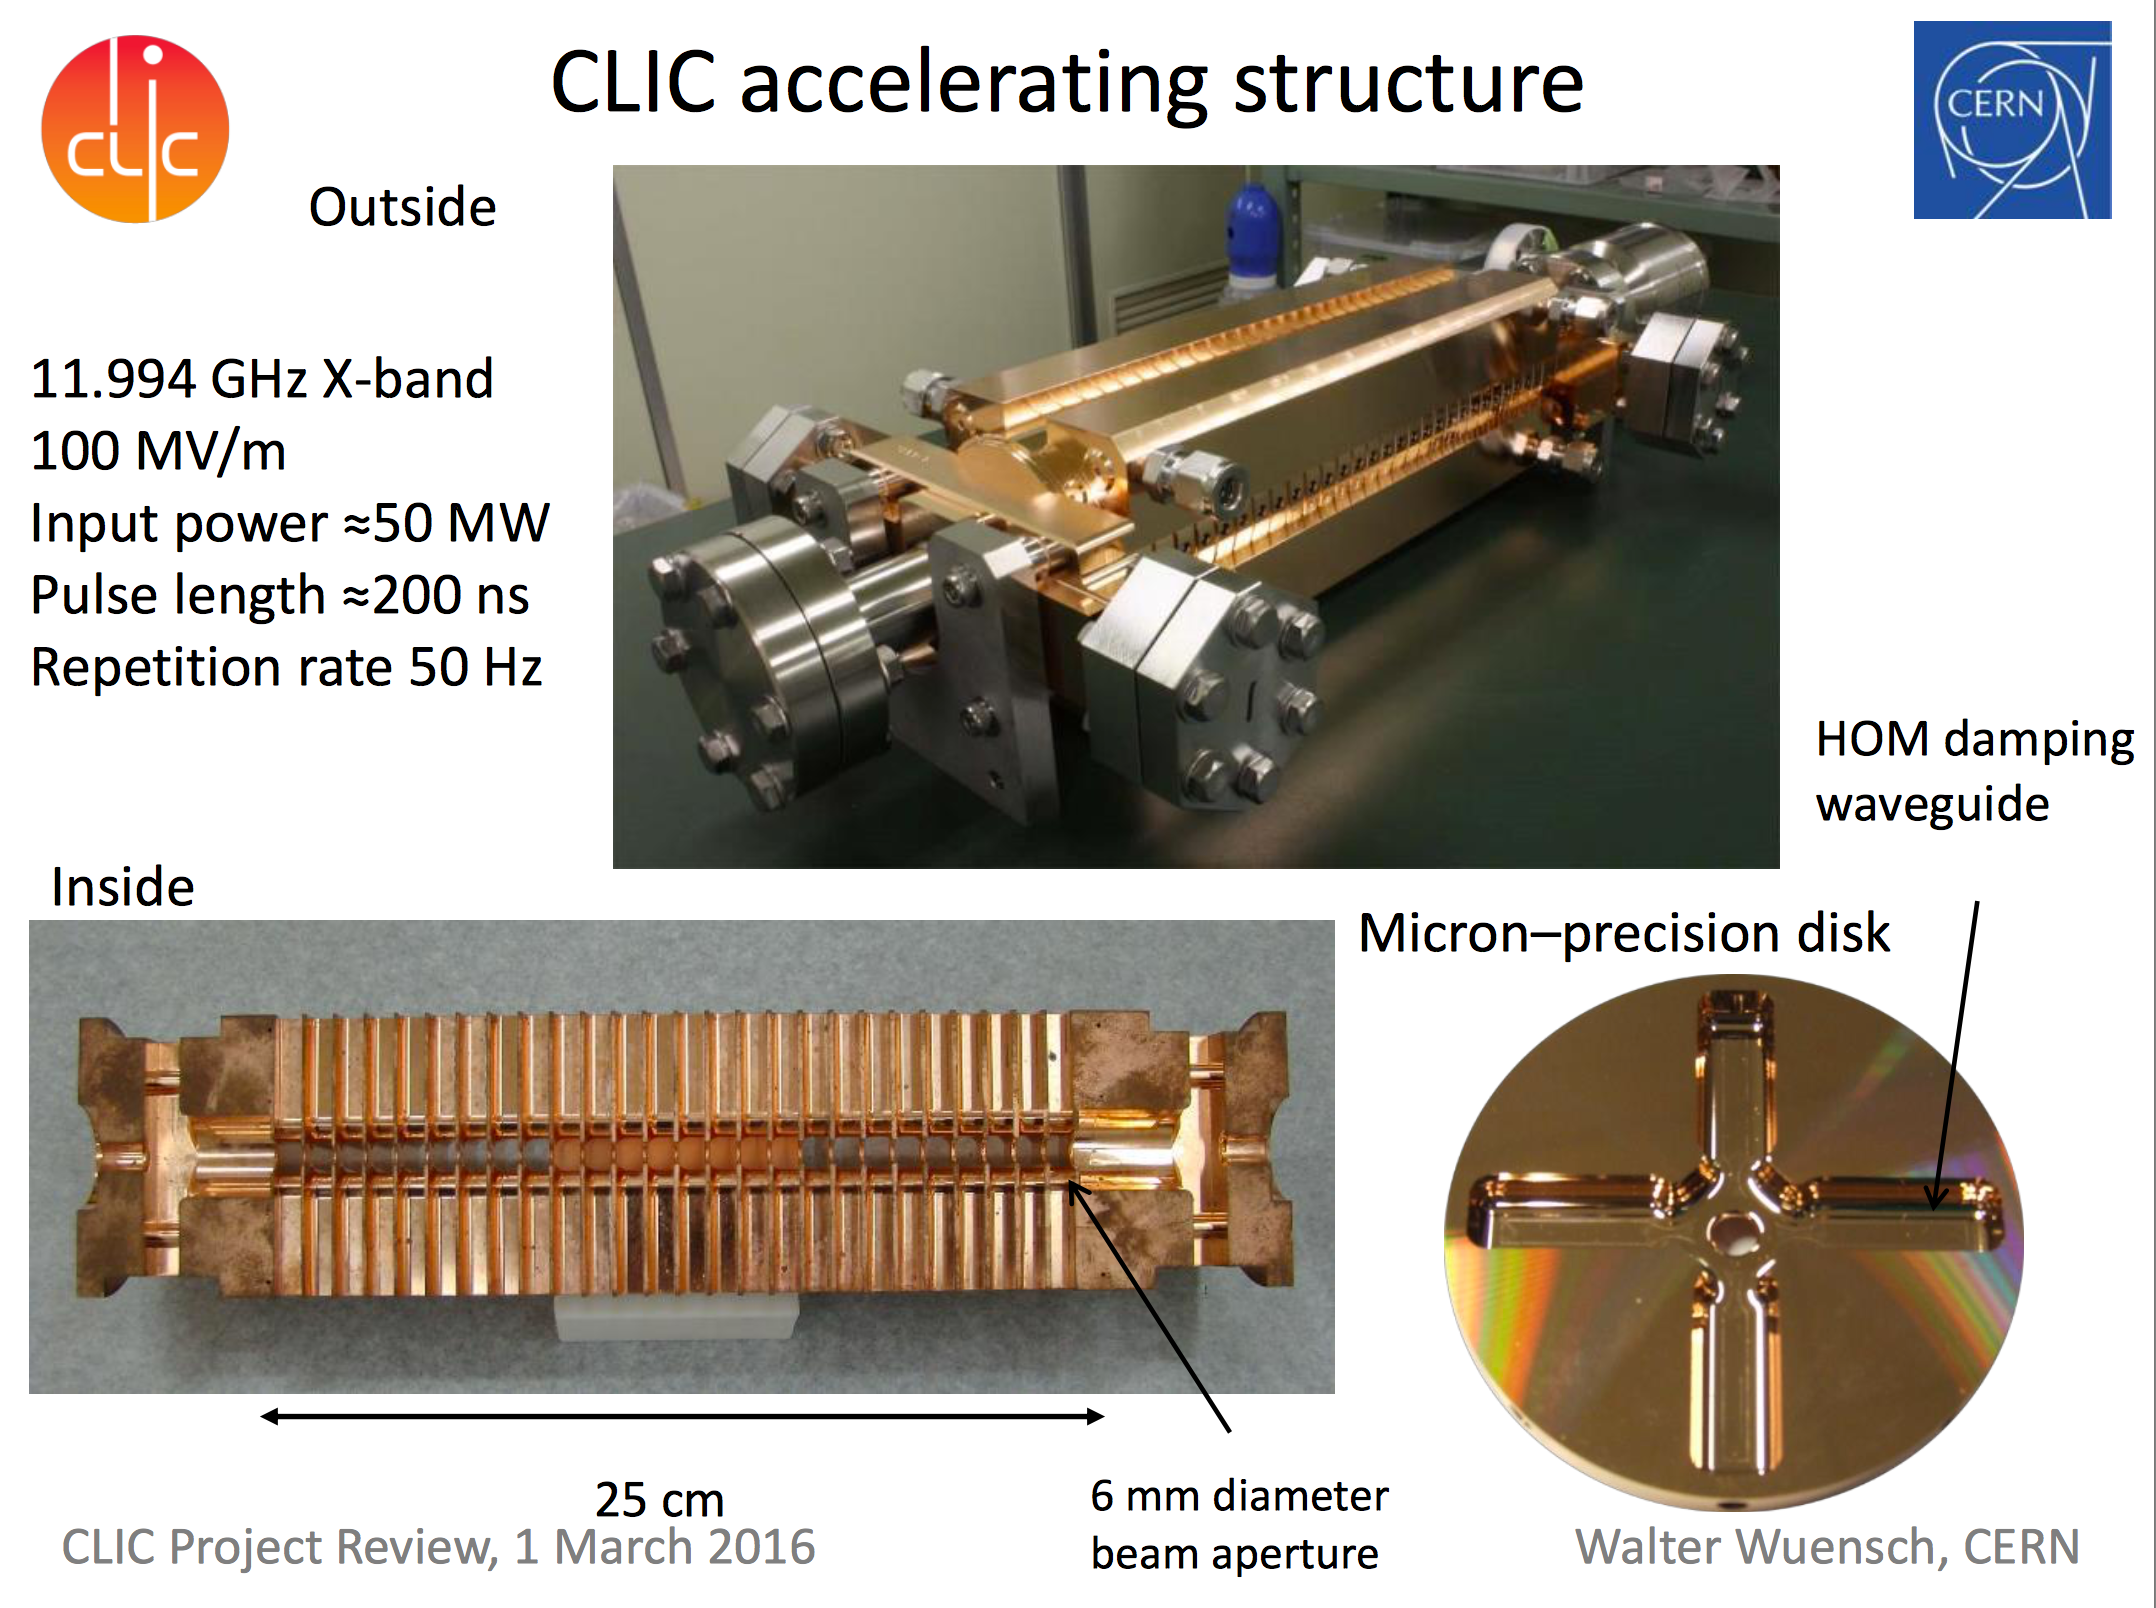 CLIC accelerating structure
clic
CERN
Outside
11.994 GHz X-band
100 MV/m
Input power ≈50 MW
Pulse length ≈200 ns
Repetition rate 50 Hz
HOM damping
waveguide
Inside
Micron–precision disk
25 cm
6 mm diameter
beam aperture
CLIC Project Review, 1 March 2016
Walter Wuensch, CERN